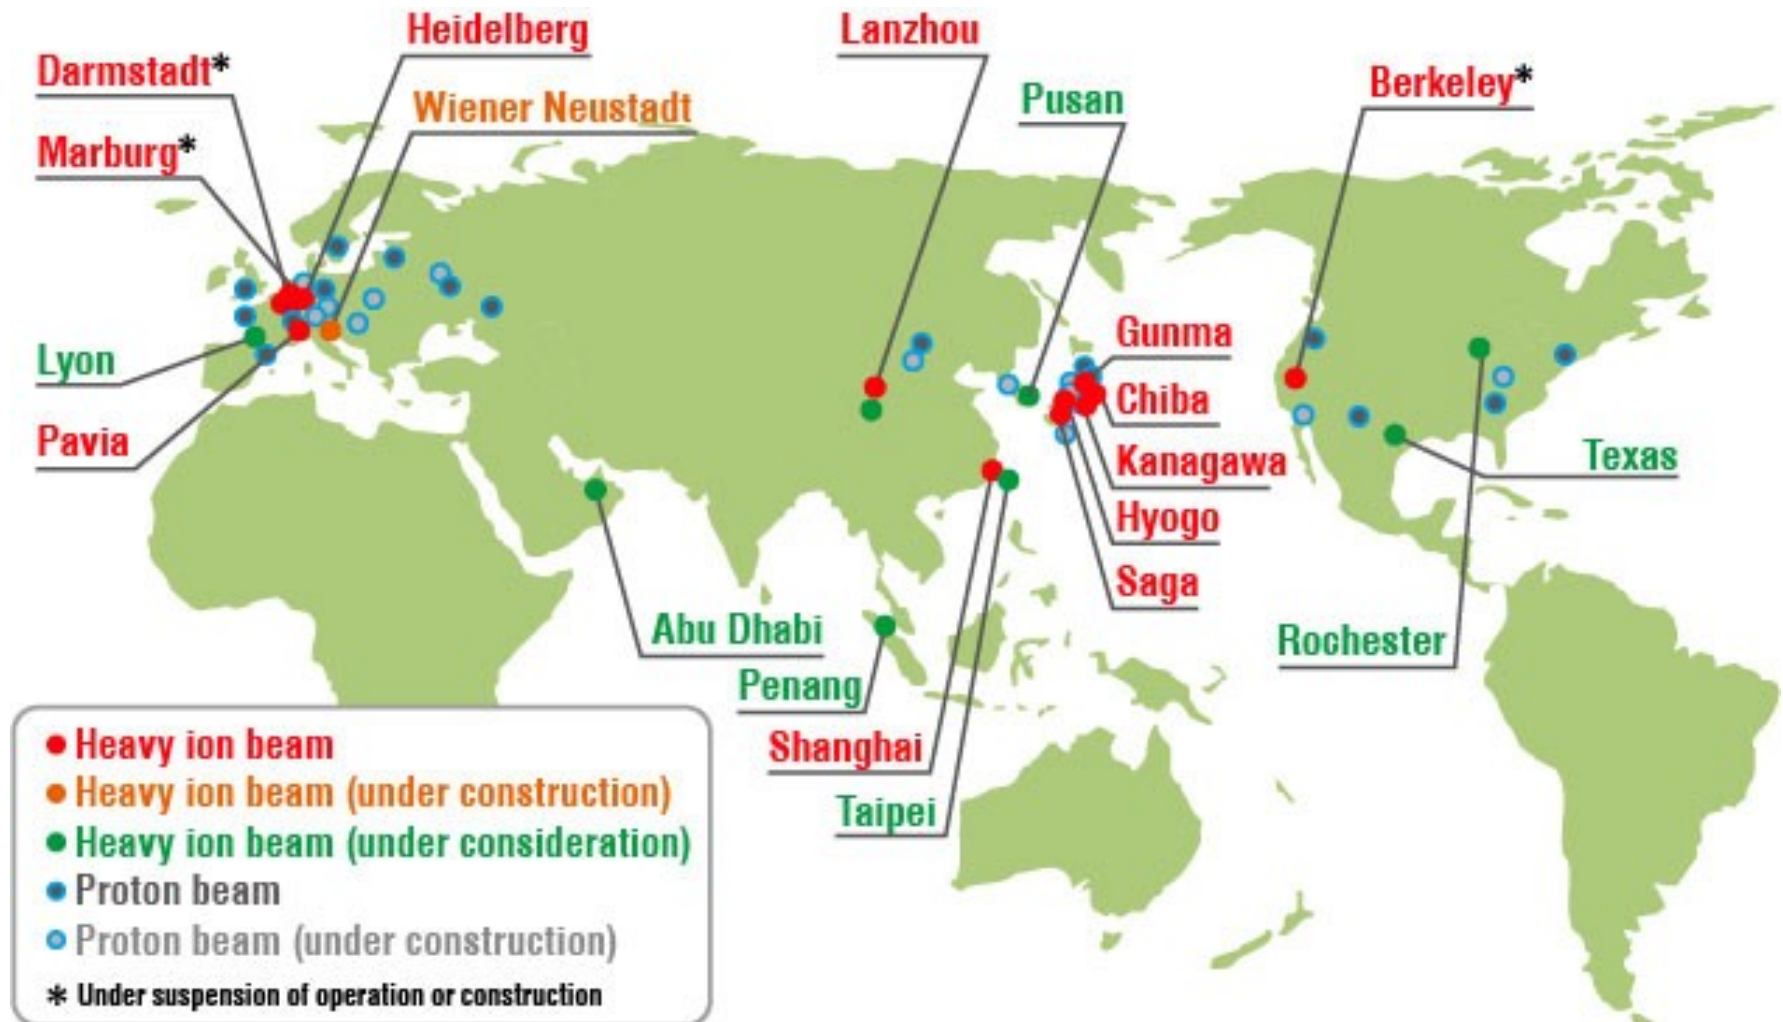 Heidelberg
Lanzhou
Darmstadt*
Berkeley*
Wiener Neustadt
Pusan
Marburg*
Gunma
Lyon
Chiba
Pavia
Kanagawa
Texas
Hyogo
Saga
Abu Dhabi
Rochester
Penang
Shanghai
Taipei
Heavy ion beam
Heavy ion beam (under construction)
Heavy ion beam (under consideration)
Proton beam
Proton beam (under construction)
* Under suspension of operation or construction